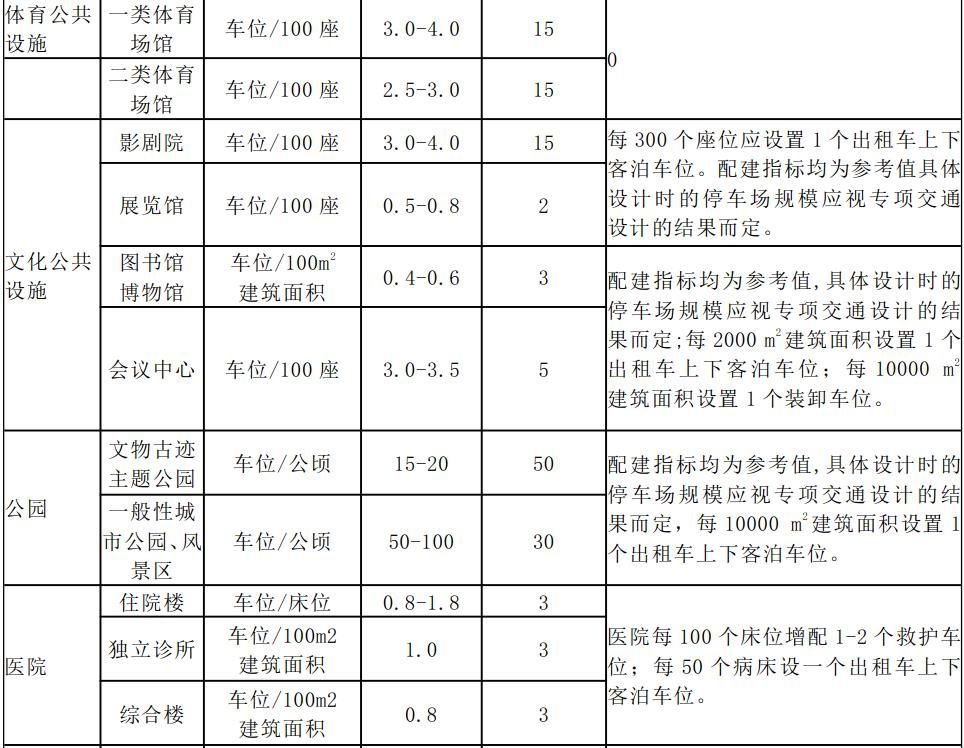 体育公共
设施
一类体育
场馆
车位/100 座
3.0-4.0
15
0
二类体育
场馆
车位/100 座
2.5-3.0
15
文化公共
设施
影剧院
车位/100 座
3.0-4.0
15
每 300 个座位应设置 1 个出租车上下
客泊车位。配建指标均为参考值具体
设计时的停车场规模应视专项交通
设计的结果而定。
展览馆
车位/100 座
0.5-0.8
2
图书馆
博物馆
车位/100m²
建筑面积
0.4-0.6
3
配建指标均为参考值,具体设计时的
停车场规模应视专项交通设计的结
果而定;每 2000 m²建筑面积设置 1 个
出租车上下客泊车位；每 10000 m²
建筑面积设置 1 个装卸车位。
会议中心
车位/100 座
3.0-3.5
5
公园
文物古迹
主题公园
车位/公顷
15-20
50
配建指标均为参考值,具体设计时的
停车场规模应视专项交通设计的结
果而定，每 10000 m²建筑面积设置 1
个出租车上下客泊车位。
一般性城
市公园、风
景区
车位/公顷
50-100
30
医院
住院楼
车位/床位
0.8-1.8
3
医院每 100 个床位增配 1-2 个救护车
位；每 50 个病床设一个出租车上下
客泊车位。
独立诊所
车位/100m2
建筑面积
1.0
3
综合楼
车位/100m2
建筑面积
0.8
3